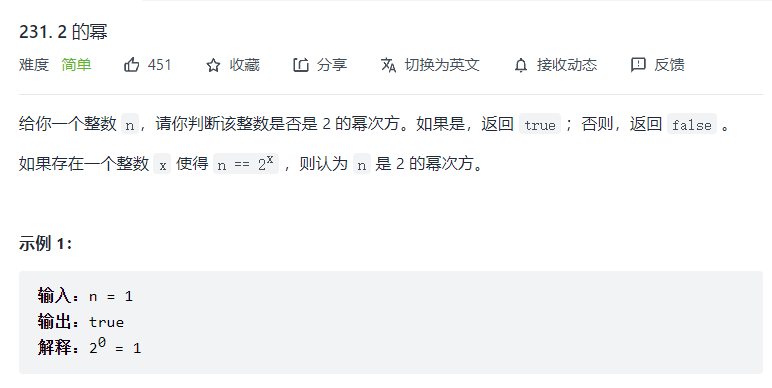 231. 2 的幂
难度 简单 451 收藏 分享 切换为英文 接收动态 反馈
给你一个整数 n，请你判断该整数是否是 2 的幂次方。如果是，返回 true ；否则，返回 false 。
如果存在一个整数 x 使得 n == 2ˣ ，则认为 n 是 2 的幂次方。
示例 1：
输入：n = 1
输出：true
解释：2⁰ = 1